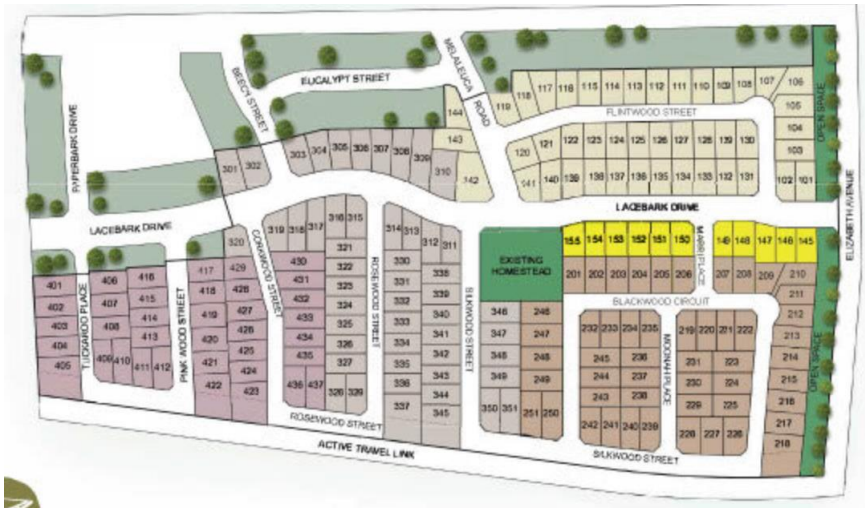 MELALEUCA ROAD
BEECH STREET
EUCALYPT STREET
PAPERBARK DRIVE
118 117 116 115 114 113 112 111 110 109 108 107 106
119
144
FLINTWOOD STREET
105
OPEN SPACE
104
143
103
120 121 122 123 124 125 126 127 128 129 130
303 304 305 306 307 308 309
301 302
310
142
141 140 139 138 137 136 135 134 133 132 131
102 101
ELIZABETH AVENUE
LACEBARK DRIVE
LACEBARK DRIVE
319 318 317 316 315
314 313 312 311
320
CORKWOOD STREET
155 154 153 152 151 150
MARRI PLACE
149 148 147 146 145
EXISTING
HOMESTEAD
321
322
323
324
325
326
327
328 329
ROSEWOOD STREET
330
331
332
333
334
335
336
337
338
339
340
341
342
343
344
345
SILKWOOD STREET
201 202 203 204 205 206
207 208 209 210
BLACKWOOD CIRCUIT
211
212
213
214
215
216
217
218
OPEN SPACE
401
402
403
404
405
TUCKAROO PLACE
406
407
408
409 410 411 412
416
415
414
413
PINK WOOD STREET
417 429
418 428
419 427
420 426
421 425
422 424
423
430
431
432
433
434
435
436 437
346 246
347 247
348 248
349 249
350 351 251 250
232 233 234 235
245 236
244 237
243 238
242 241 240 239
MOONAH PLACE
219 220 221 222
231 223
230 224
229 225
228 227 226
ROSEWOOD STREET
SILKWOOD STREET
ACTIVE TRAVEL LINK